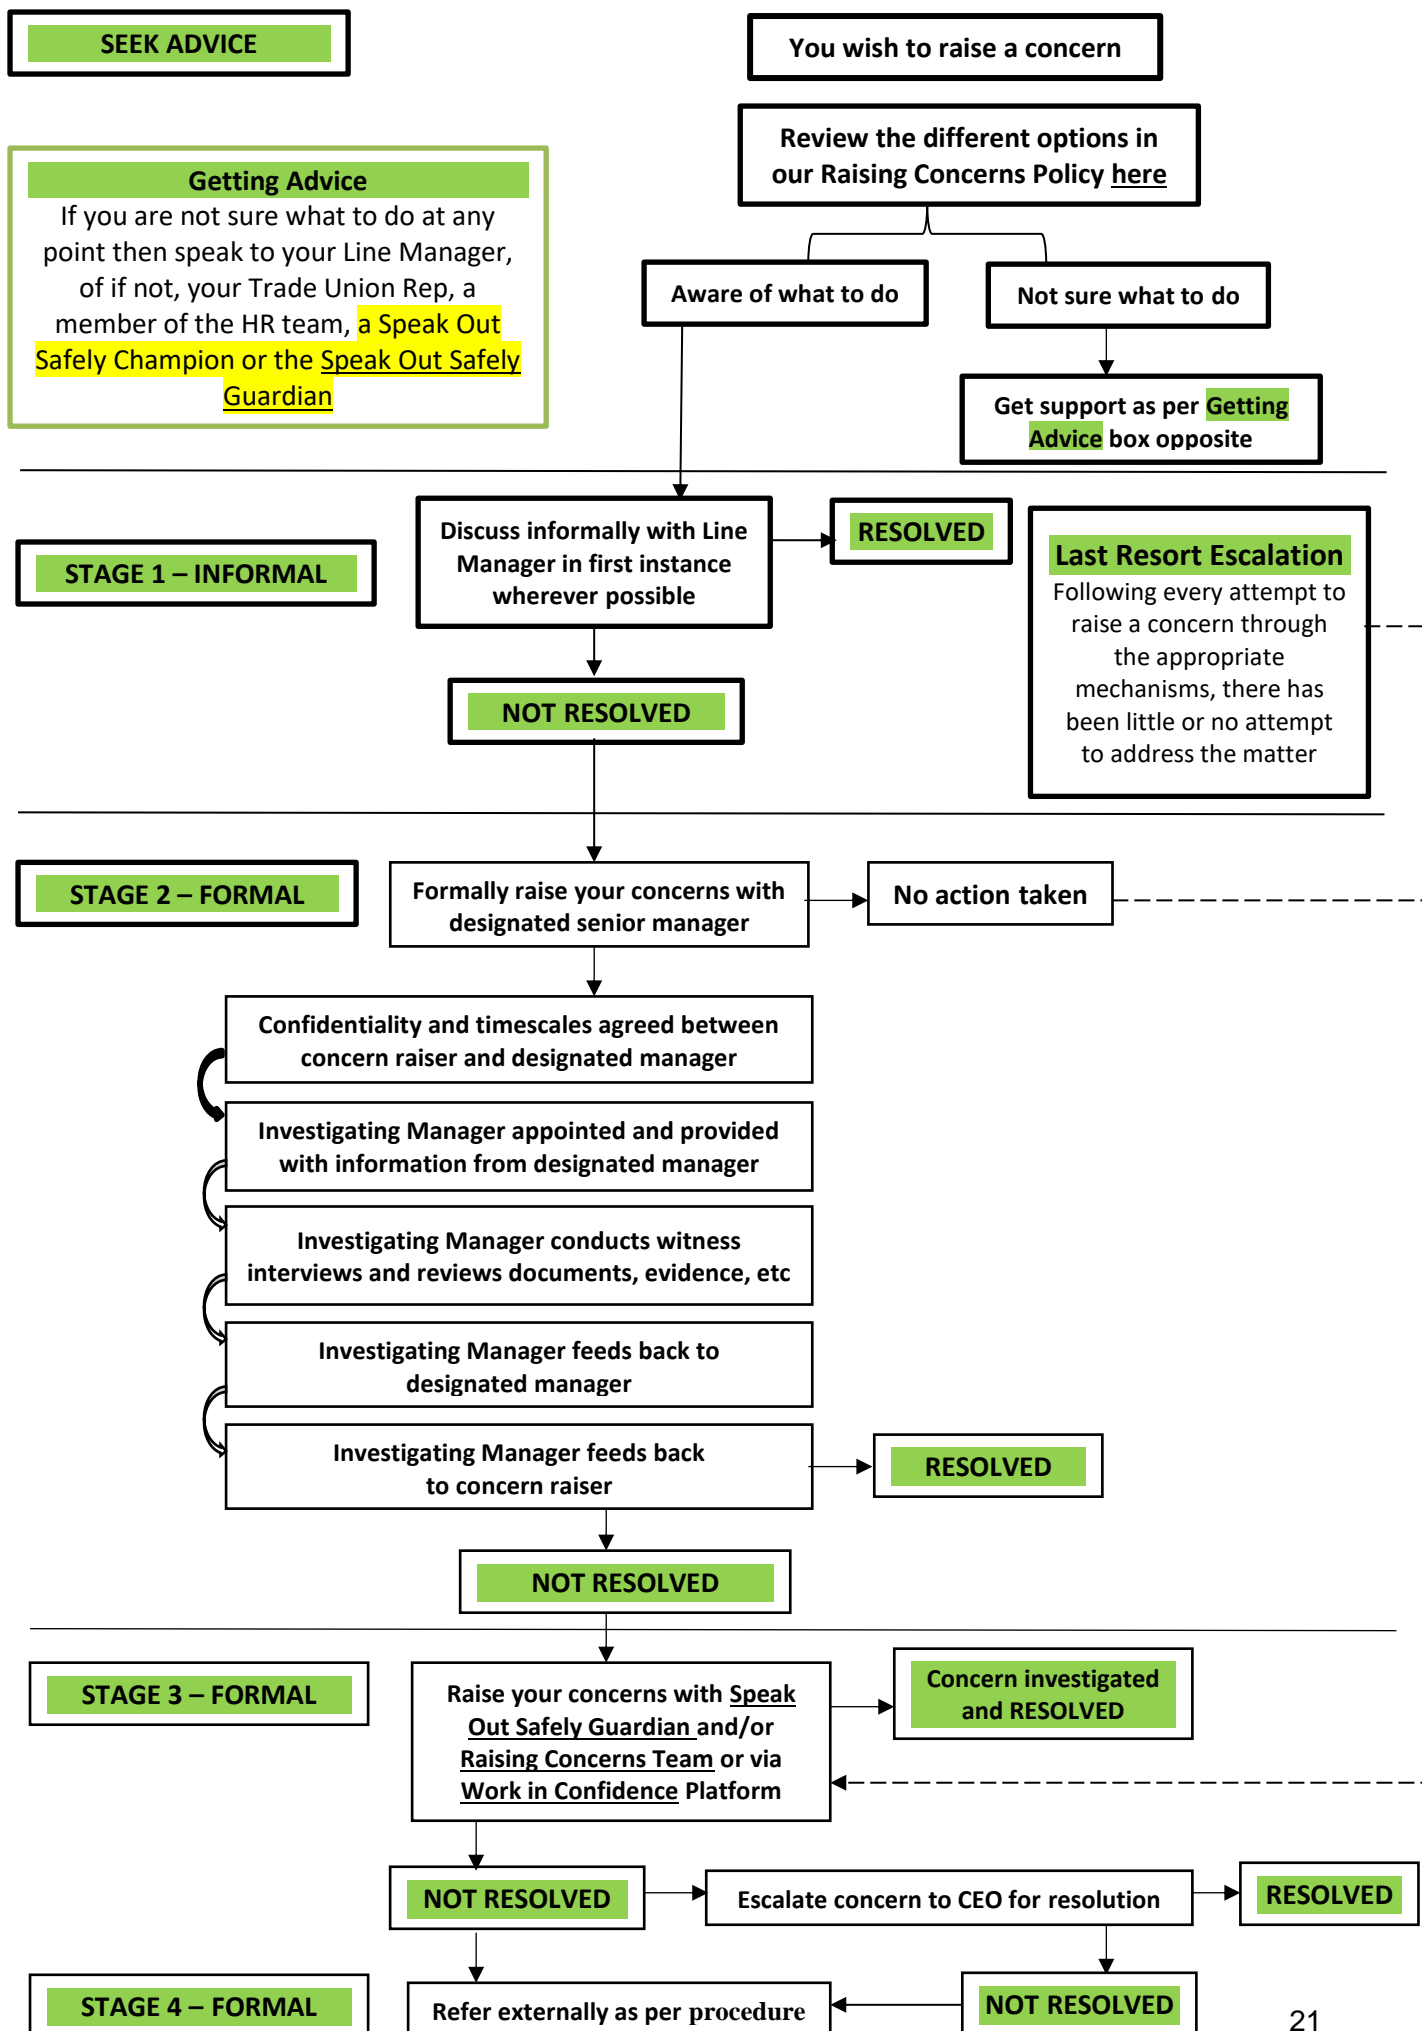 SEEK ADVICE
You wish to raise a concern
Review the different options in
our Raising Concerns Policy here
Getting Advice
If you are not sure what to do at any
point then speak to your Line Manager,
of if not, your Trade Union Rep, a
member of the HR team, a Speak Out
Safely Champion or the Speak Out Safely
Guardian
Aware of what to do
Not sure what to do
Get support as per Getting
Advice box opposite
STAGE 1 – INFORMAL
Discuss informally with Line
Manager in first instance
wherever possible
RESOLVED
Last Resort Escalation
Following every attempt to
raise a concern through
the appropriate
mechanisms, there has
been little or no attempt
to address the matter
NOT RESOLVED
STAGE 2 – FORMAL
Formally raise your concerns with
designated senior manager
No action taken
Confidentiality and timescales agreed between
concern raiser and designated manager
Investigating Manager appointed and provided
with information from designated manager
Investigating Manager conducts witness
interviews and reviews documents, evidence, etc
Investigating Manager feeds back to
designated manager
Investigating Manager feeds back
to concern raiser
RESOLVED
NOT RESOLVED
STAGE 3 – FORMAL
Raise your concerns with Speak
Out Safely Guardian and/or
Raising Concerns Team or via
Work in Confidence Platform
Concern investigated
and RESOLVED
NOT RESOLVED
Escalate concern to CEO for resolution
RESOLVED
STAGE 4 – FORMAL
Refer externally as per procedure
NOT RESOLVED
21